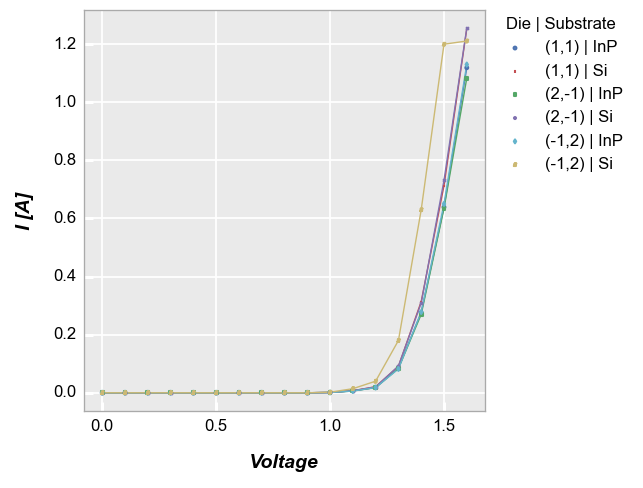 Die | Substrate
(1,1) | InP
(1,1) | Si
(2,-1) | InP
(2,-1) | Si
(-1,2) | InP
(-1,2) | Si
I [A]
1.2
1.0
0.8
0.6
0.4
0.2
0.0
0.0 0.5 1.0 1.5
Voltage